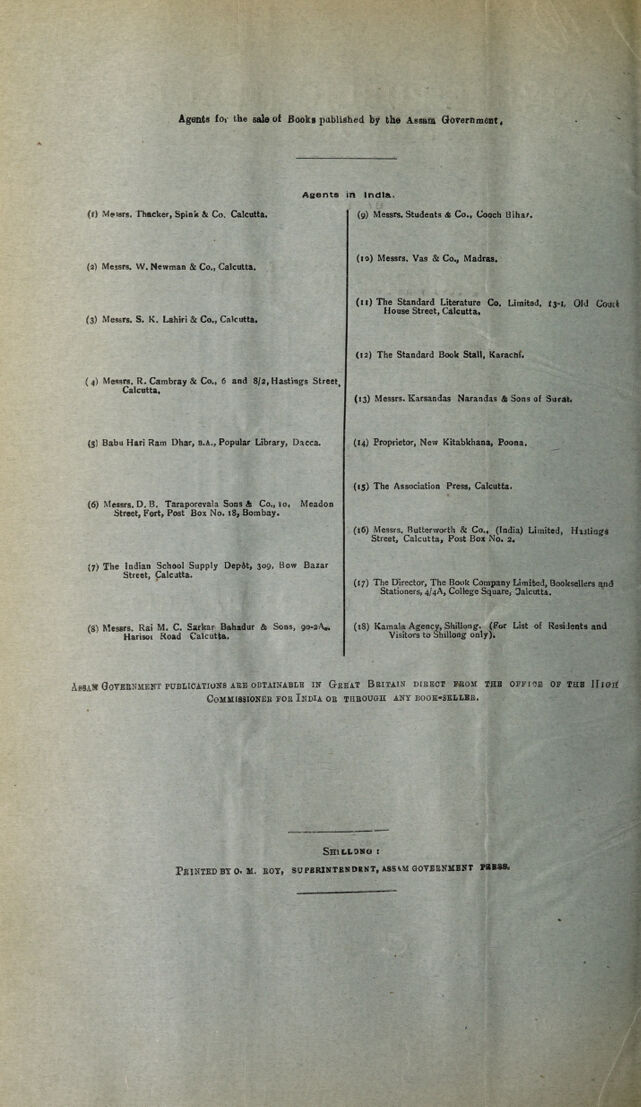 Agents for the sale of Books published by the Assam Government,
Agents in India.
(1) Messrs. Thacker, Spink & Co. Calcutta.
(2) Messrs. W. Newman & Co., Calcutta.
(3) Messrs. S. K. Lahiri & Co., Calcutta.
(4) Messrs. R. Cambray & Co., 6 and 8/2, Hastings Street,
Calcutta.
(5) Babu Hari Ram Dhar, B.A., Popular Library, Dacca.
(6) Messrs. D. B. Taraporevala Sons & Co., 10, Meadon
Street, Fort, Post Box No. 18, Bombay.
(7) The Indian School Supply Depôt, 309, Bow Bazar
Street, Calcutta.
(8) Messrs. Rai M. C. Sarkar Bahadur & Sons, 90-2A,
Harison Road Calcutta.
(9) Messrs. Students & Co., Cooch Bihar.
(10) Messrs. Vas & Co., Madras.
(11) The Standard Literature Co. Limited, 13-1, Old Court
House Street, Calcutta,
(12) The Standard Book Stall, Karachi.
(13) Messrs. Karsandas Narandas & Sons of Surat.
(14) Proprietor, New Kitabkhana, Poona.
(15) The Association Press, Calcutta.
(16) Messrs. Butterworth & Co., (India) Limited, Hastings
Street, Calcutta, Post Box No. 2.
(17) The Director, The Book Company Limited, Booksellers and
Stationers, 4/4A, College Square, Calcutta.
(18) Kamala Agency, Shillong. (For List of Residents and
Visitors to Shillong only).
ASSAM GOVERNMENT PUBLICATIONS ARE OBTAINABLE IN GREAT BRITAIN DIRECT FROM THE OFFICE OF THE HIGH
COMMISSIONER FOR INDIA OR THROUGH ANY BOOK-SELLER.
SHILLONG :
PRINTED BY O. M. ROY, SUPERINTENDENT, ASSAM GOVERNMENT PRESS.